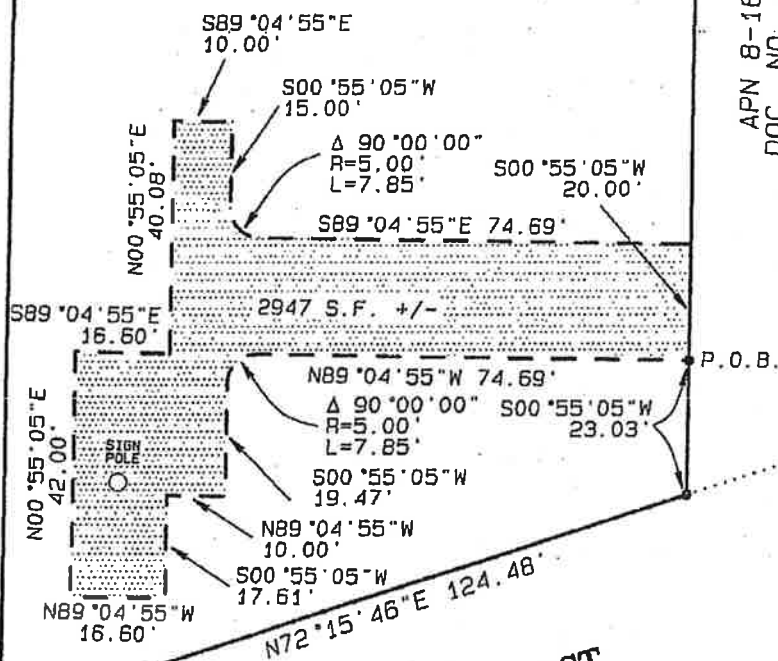 S89°04'55"E
10.00'
S00°55'05"W
15.00'
Δ 90°00'00"
R=5.00'
L=7.85'
S00°55'05"W
20.00'
N00°55'05"E
40.08'
S89°04'55"E 74.69'
APN 8-16
DOC. NO.
2947 S.F. +/-
S89°04'55"E
16.60'
P.O.B.
N89°04'55"W 74.69'
Δ 90°00'00"
R=5.00'
L=7.85'
S00°55'05"W
23.03'
N00°55'05"E
42.00'
SIGN
POLE
S00°55'05"W
19.47'
N89°04'55"W
10.00'
S00°55'05"W
17.61'
N89°04'55"W
16.60'
N72°15'46"E 124.48'
ST